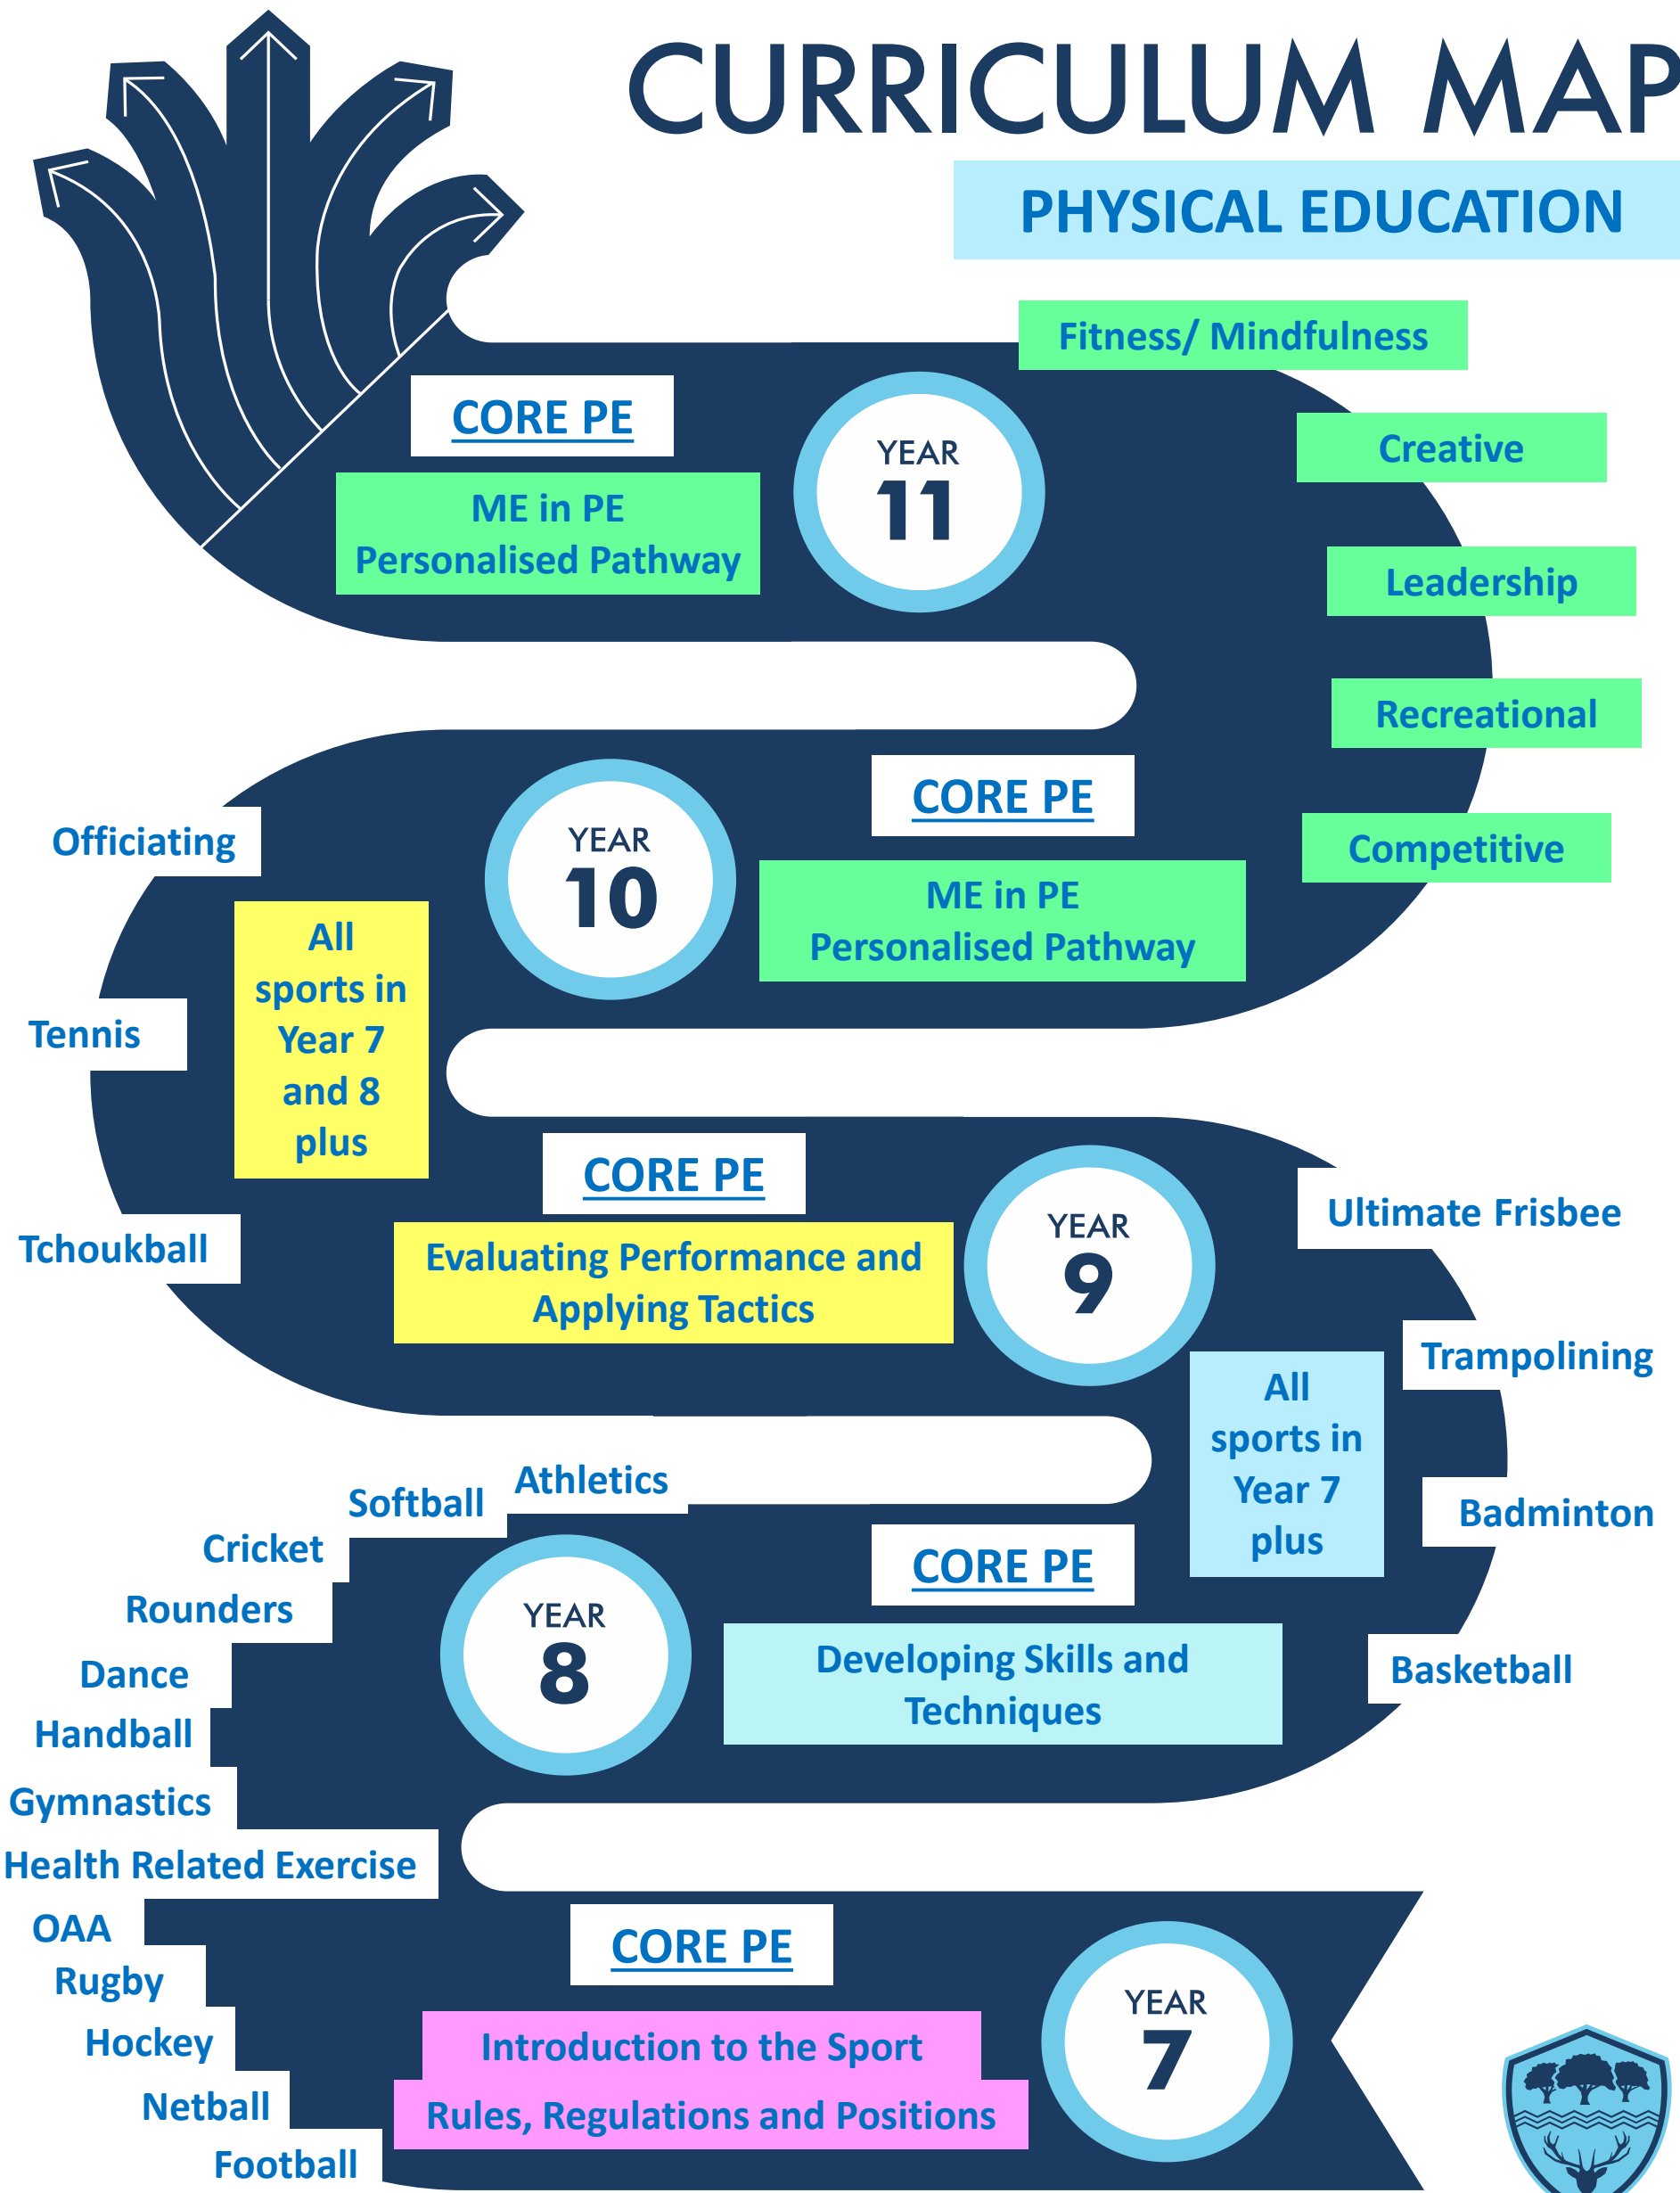 CURRICULUM MAP
PHYSICAL EDUCATION
Fitness/ Mindfulness
CORE PE
YEAR
11
Creative
ME in PE
Personalised Pathway
Leadership
Recreational
CORE PE
Competitive
Officiating
YEAR
10
ME in PE
Personalised Pathway
All
sports in
Year 7
and 8
plus
Tennis
Tchoukball
CORE PE
Evaluating Performance and
Applying Tactics
YEAR
9
Ultimate Frisbee
Trampolining
All
sports in
Year 7
plus
Badminton
Basketball
Athletics
Softball
Cricket
Rounders
Dance
Handball
Gymnastics
Health Related Exercise
YEAR
8
CORE PE
Developing Skills and
Techniques
OAA
Rugby
Hockey
Netball
Football
CORE PE
Introduction to the Sport
Rules, Regulations and Positions
YEAR
7